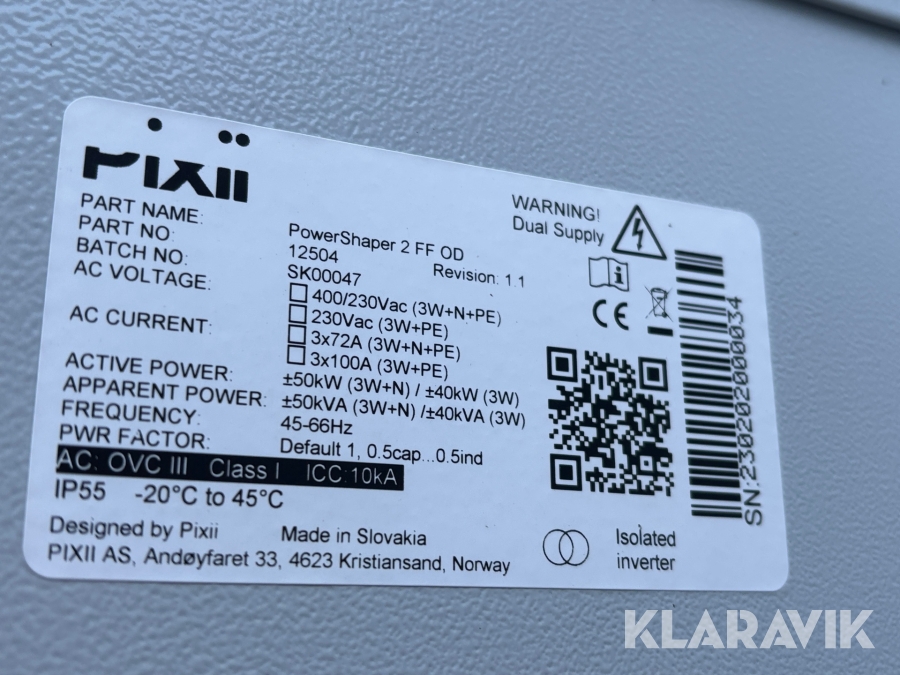 PIXII
PART NAME: PowerShaper 2 FF OD
PART NO: 12504 Revision: 1.1
BATCH NO: SK00047
AC VOLTAGE: 400/230Vac (3W+N+PE)
230Vac (3W+PE)
AC CURRENT: 3x72A (3W+N+PE)
3x100A (3W+PE)
ACTIVE POWER: ±50kW (3W+N) / ±40kW (3W)
APPARENT POWER: ±50kVA (3W+N) /±40kVA (3W)
FREQUENCY: 45-66Hz
PWR FACTOR: Default 1, 0.5cap...0.5ind
AC: OVC III Class I ICC:10kA
IP55 -20°C to 45°C
Designed by Pixii Made in Slovakia
PIXII AS, Andøyfaret 33, 4623 Kristiansand, Norway
WARNING!
Dual Supply
i
CE
SN:2302020000034
Isolated
inverter
KLARAVIK